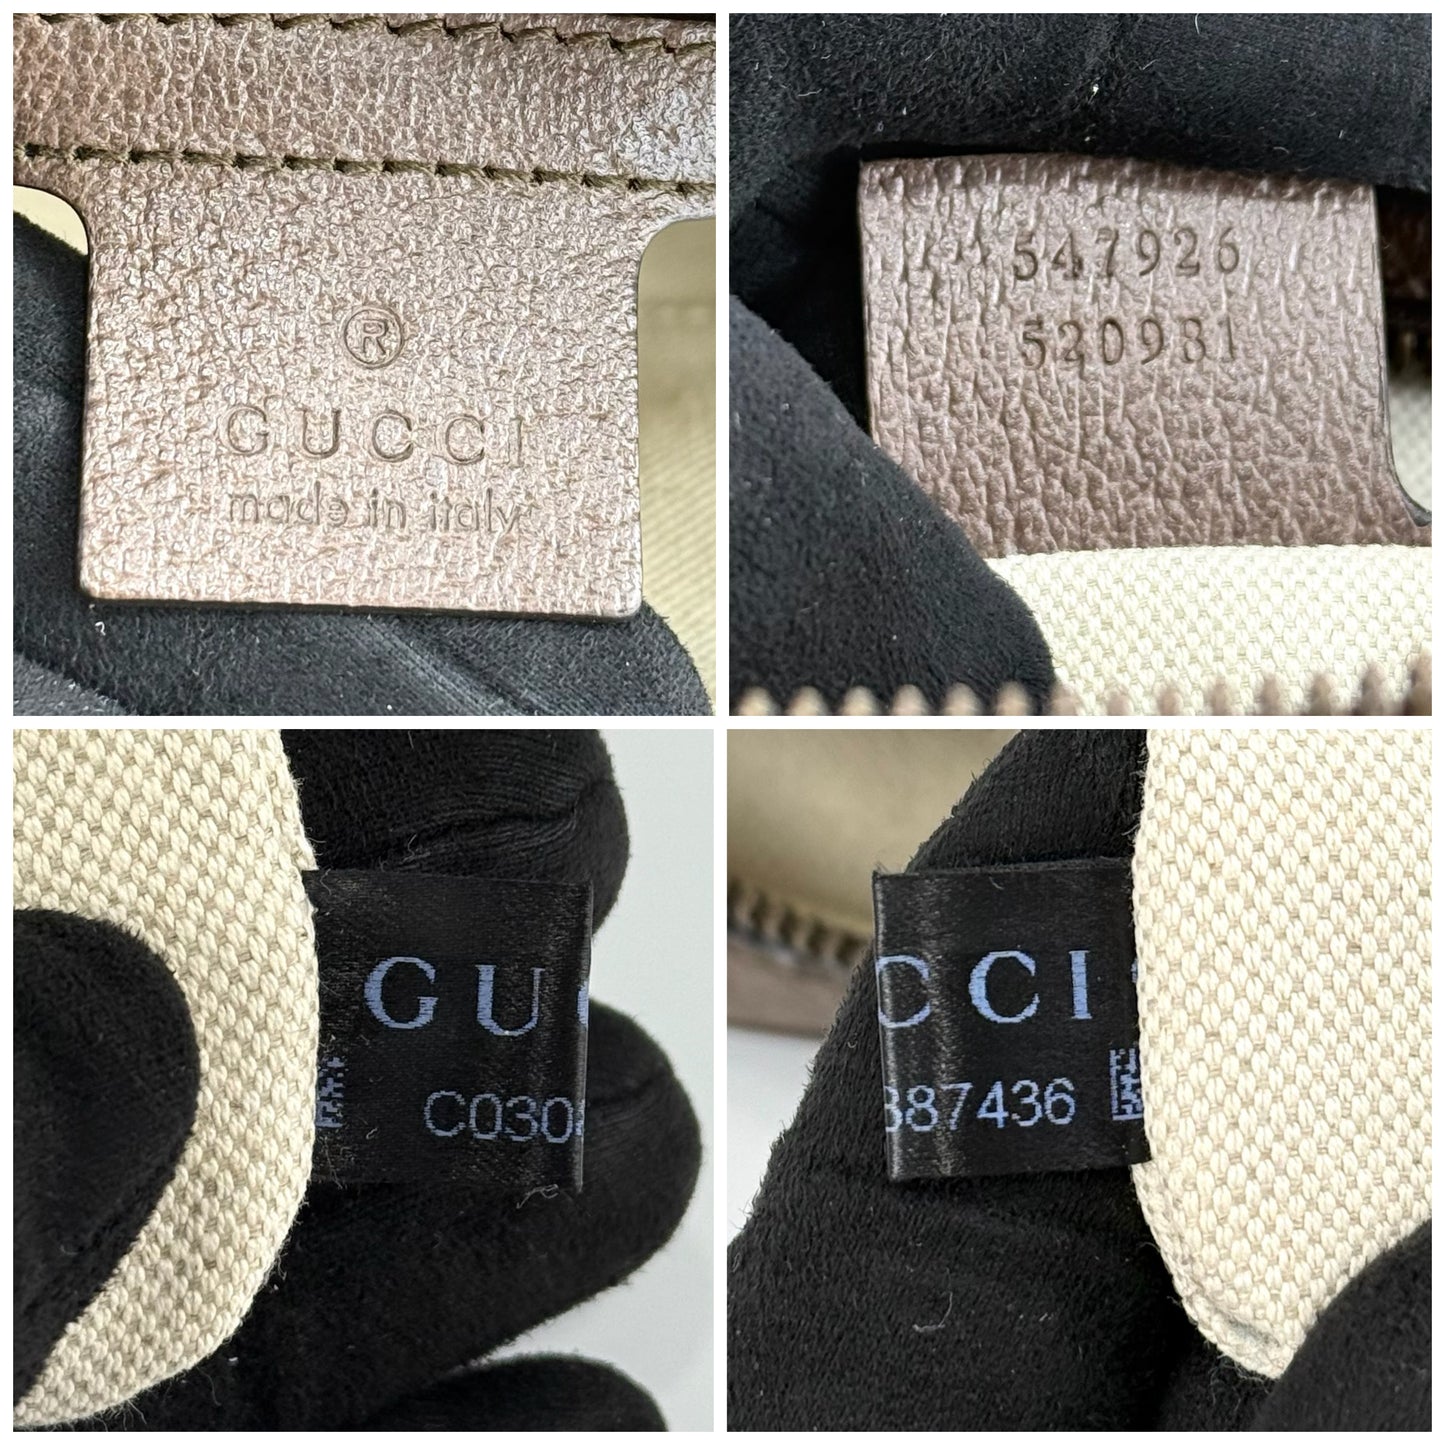 ®
GUCCI
made in italy
547926
520981
GU
C030
CCI
387436